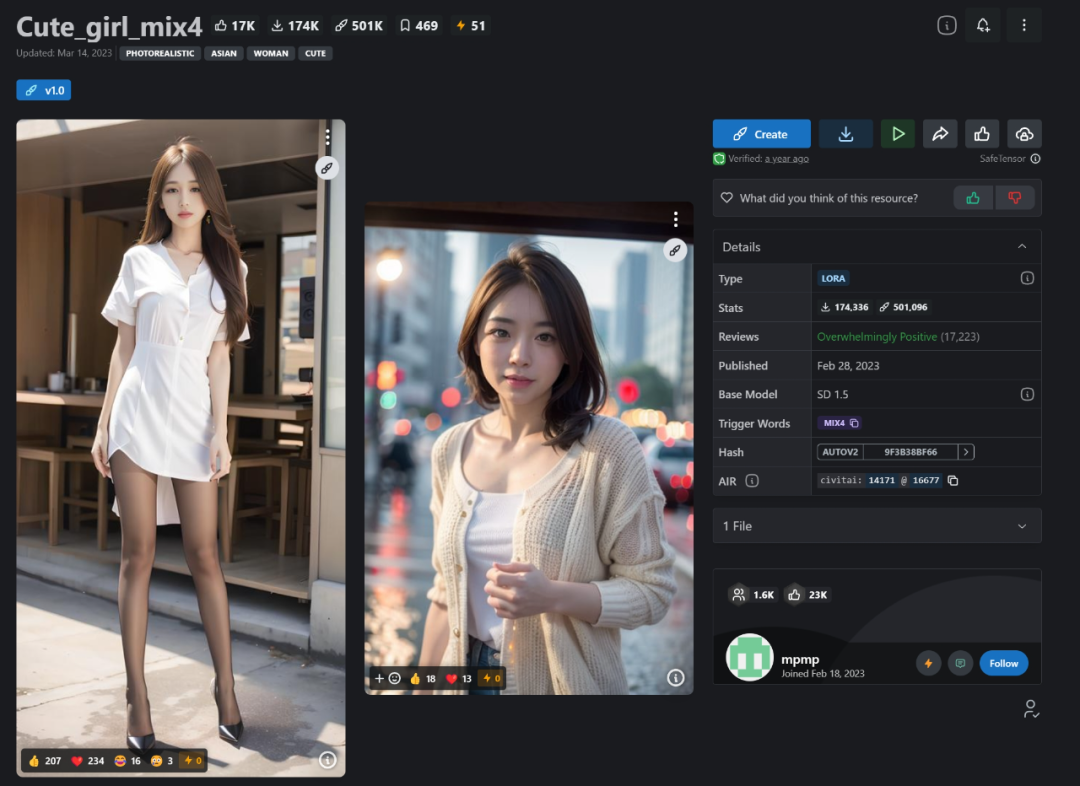 Cute_girl_mix4 17K 174K 501K 469 51
Updated: Mar 14, 2023 PHOTOREALISTIC ASIAN WOMAN CUTE
v1.0
207 234 16 3 0
18 13 0
Create
Verified: a year ago SafeTensor
What did you think of this resource?
Details
Type LORA
Stats 174,336 501,096
Reviews Overwhelmingly Positive (17,223)
Published Feb 28, 2023
Base Model SD 1.5
Trigger Words MIX4
Hash AUTOV2 9F3B38BF66
AIR civitai: 14171 @ 16677
1 File
1.6K 23K
mpmp
Joined Feb 18, 2023
Follow